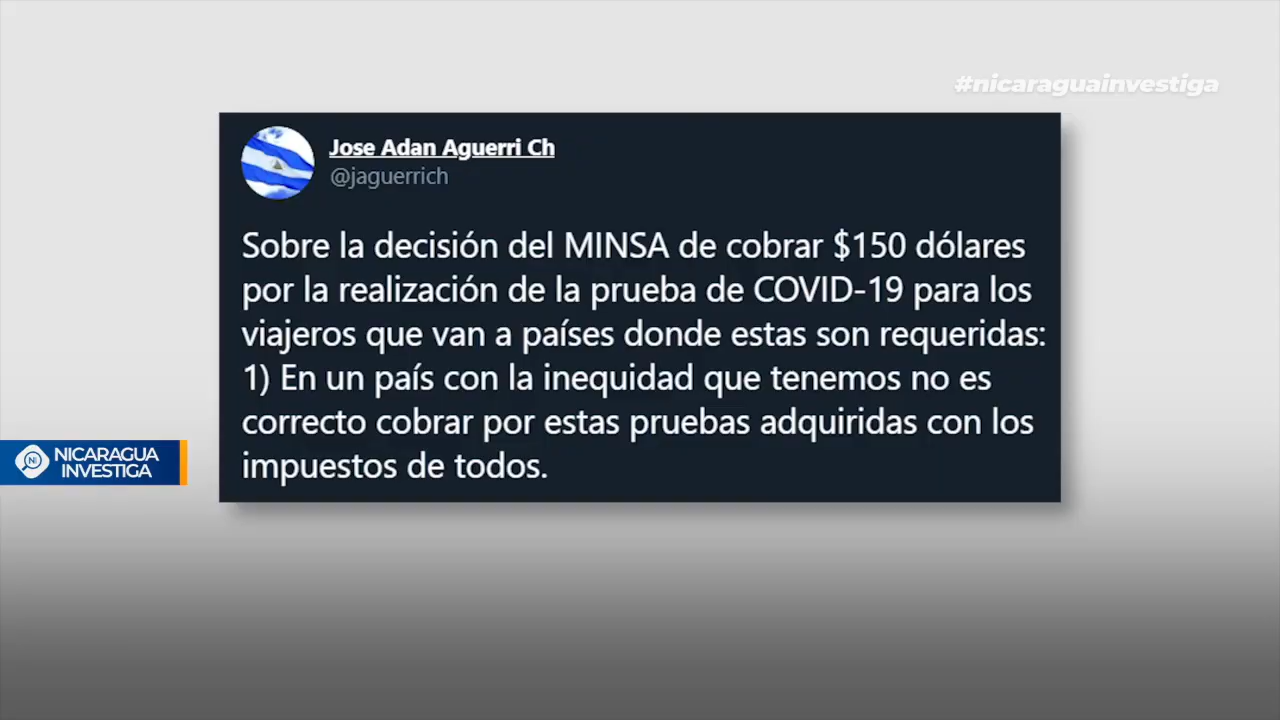 #nicaraguainvestiga
Jose Adan Aguerri Ch
@jaguerrich
Sobre la decisión del MINSA de cobrar $150 dólares
por la realización de la prueba de COVID-19 para los
viajeros que van a países donde estas son requeridas:
1) En un país con la inequidad que tenemos no es
correcto cobrar por estas pruebas adquiridas con los
impuestos de todos.
NI
NICARAGUA
INVESTIGA